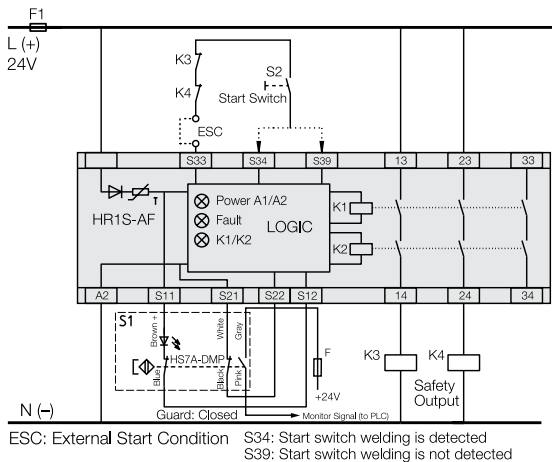 F1
L (+)
24V
K3
K4
S2
Start Switch
ESC
S33
S34
S39
13
23
33
T
HR1S-AF
Power A1/A2
Fault
K1/K2
LOGIC
K1
K2
A2
S11
S21
S22
S12
14
24
34
S1
Brown +
White
Gray
HS7A-DMP
Blue
Black
Pink
F
+24V
K3
K4
Safety
Output
Guard: Closed
Monitor Signal (to PLC)
N (−)
ESC: External Start Condition
S34: Start switch welding is detected
S39: Start switch welding is not detected